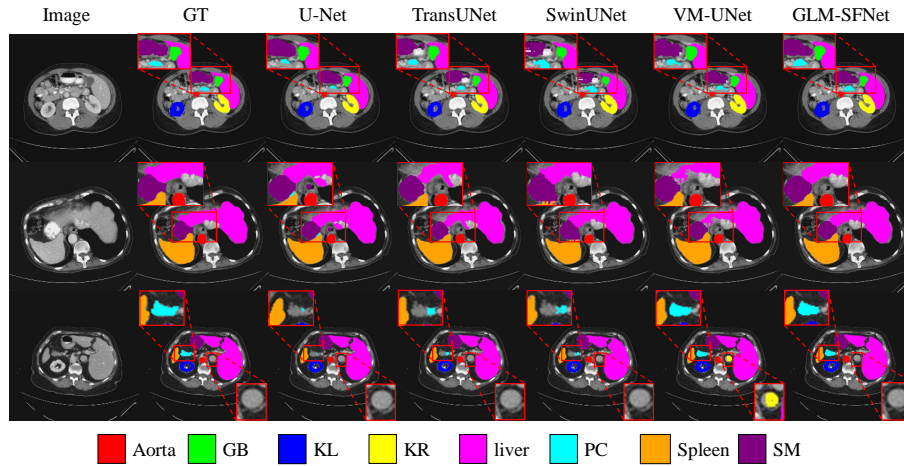 Image GT U-Net TransUNet SwinUNet VM-UNet GLM-SFNet
Aorta GB KL KR liver PC Spleen SM